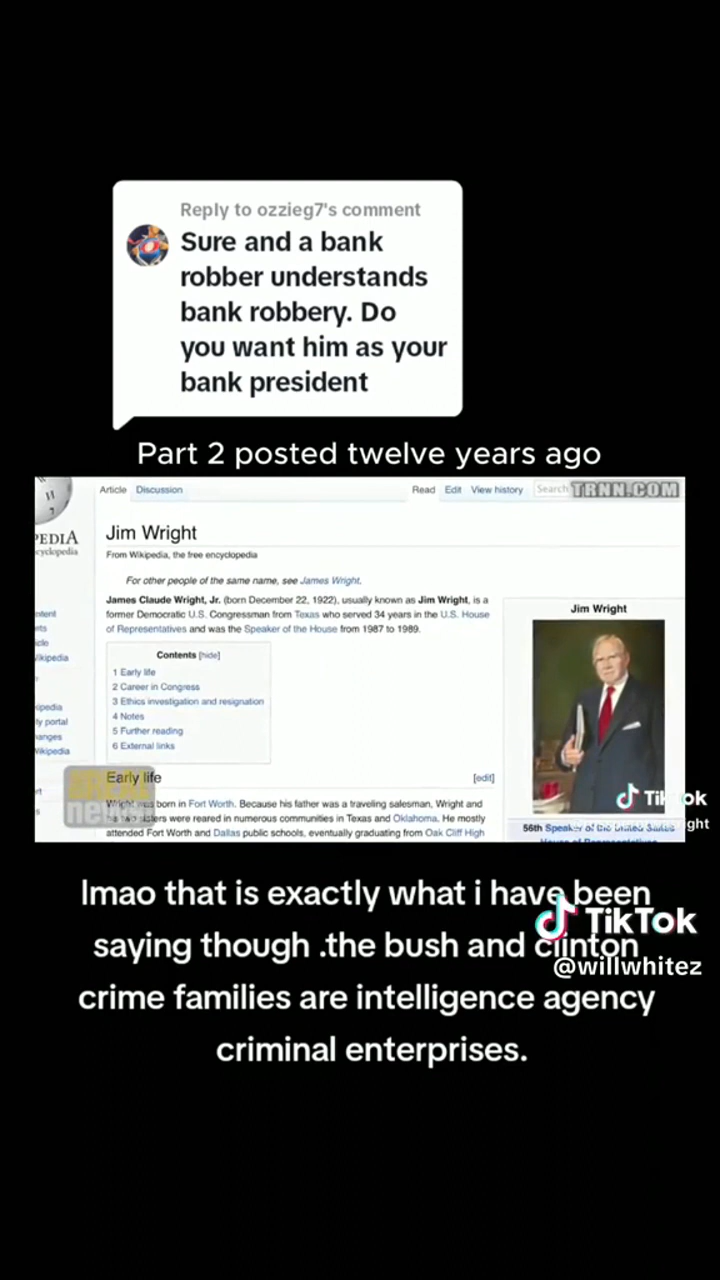 Reply to ozzieg7's comment
Sure and a bank
robber understands
bank robbery. Do
you want him as your
bank president
Part 2 posted twelve years ago
Article Discussion Read Edit View history Search
TRNN.COM
Jim Wright
From Wikipedia, the free encyclopedia
For other people of the same name, see James Wright.
James Claude Wright, Jr. (born December 22, 1922), usually known as Jim Wright, is a
former Democratic U.S. Congressman from Texas who served 34 years in the U.S. House
of Representatives and was the Speaker of the House from 1987 to 1989.
Contents [hide]
1 Early life
2 Career in Congress
3 Ethics investigation and resignation
4 Notes
5 Further reading
6 External links
Jim Wright
Early life [edit]
Wright was born in Fort Worth. Because his father was a traveling salesman, Wright and
his two sisters were reared in numerous communities in Texas and Oklahoma. He mostly
attended Fort Worth and Dallas public schools, eventually graduating from Oak Cliff High
56th Speaker of the United States
news
lmao that is exactly what i have been
saying though .the bush and clinton
crime families are intelligence agency
criminal enterprises.
TikTok
@willwhitez